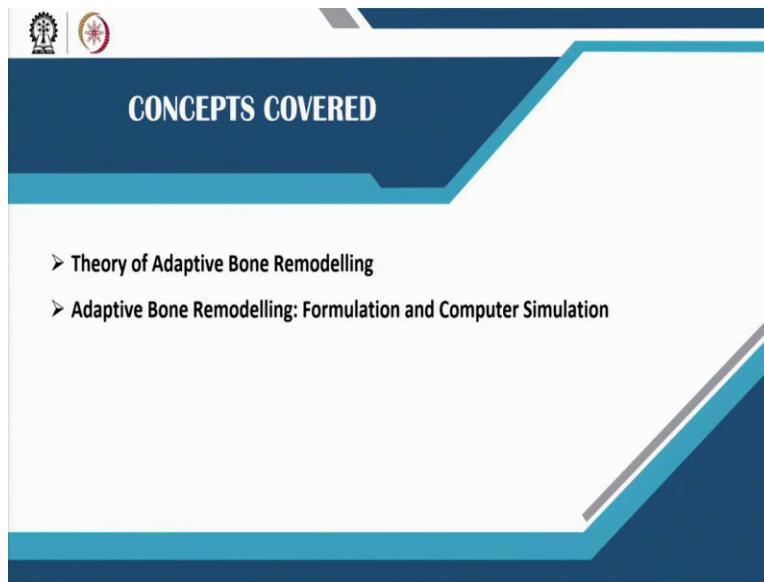 CONCEPTS COVERED
➢ Theory of Adaptive Bone Remodelling
➢ Adaptive Bone Remodelling: Formulation and Computer Simulation